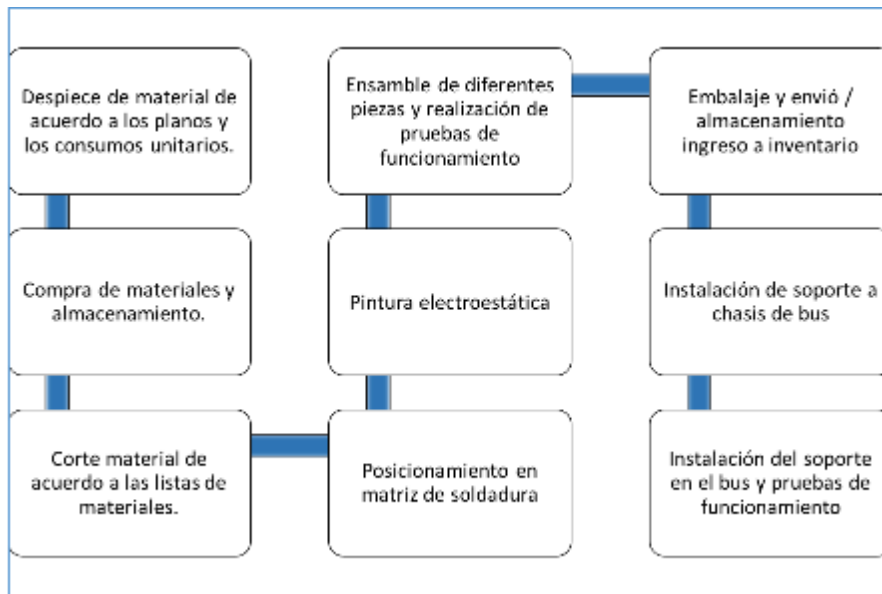 Despiece de material de
acuerdo a los planos y
los consumos unitarios.
Compra de materiales y
almacenamiento.
Corte material de
acuerdo a las listas de
materiales.
Posicionamiento en
matriz de soldadura
Pintura electroestática
Ensamble de diferentes
piezas y realización de
pruebas de
funcionamiento
Embalaje y envió /
almacenamiento
ingreso a inventario
Instalación de soporte a
chasis de bus
Instalación del soporte
en el bus y pruebas de
funcionamiento